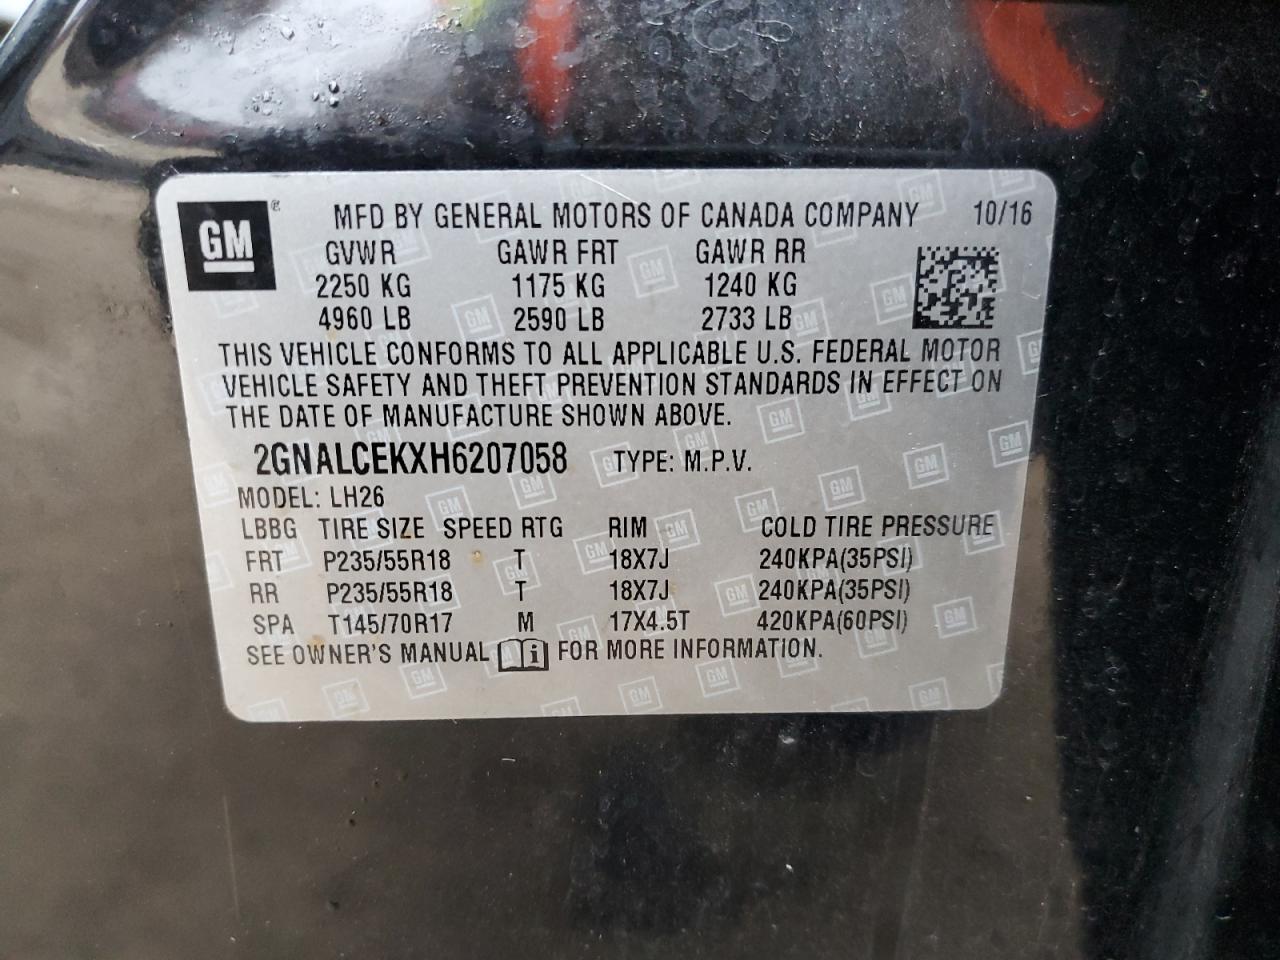 GM ® MFD BY GENERAL MOTORS OF CANADA COMPANY 10/16
GVWR GAWR FRT GAWR RR
2250 KG 1175 KG 1240 KG
4960 LB 2590 LB 2733 LB
THIS VEHICLE CONFORMS TO ALL APPLICABLE U.S. FEDERAL MOTOR
VEHICLE SAFETY AND THEFT PREVENTION STANDARDS IN EFFECT ON
THE DATE OF MANUFACTURE SHOWN ABOVE.
2GNALCEKXH6207058 TYPE: M.P.V.
MODEL: LH26
LBBG TIRE SIZE SPEED RTG RIM COLD TIRE PRESSURE
FRT P235/55R18 T 18X7J 240KPA(35PSI)
RR P235/55R18 T 18X7J 240KPA(35PSI)
SPA T145/70R17 M 17X4.5T 420KPA(60PSI)
SEE OWNER'S MANUAL i FOR MORE INFORMATION.